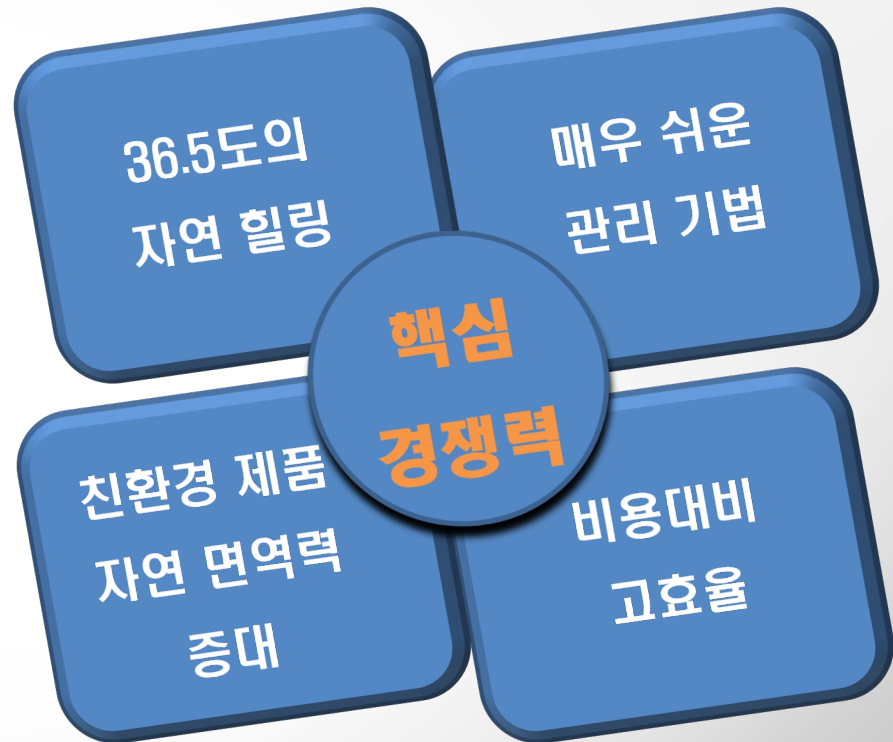 36.5도의
자연 힐링
매우 쉬운
관리 기법
핵심
경쟁력
친환경 제품
자연 면역력
증대
비용대비
고효율